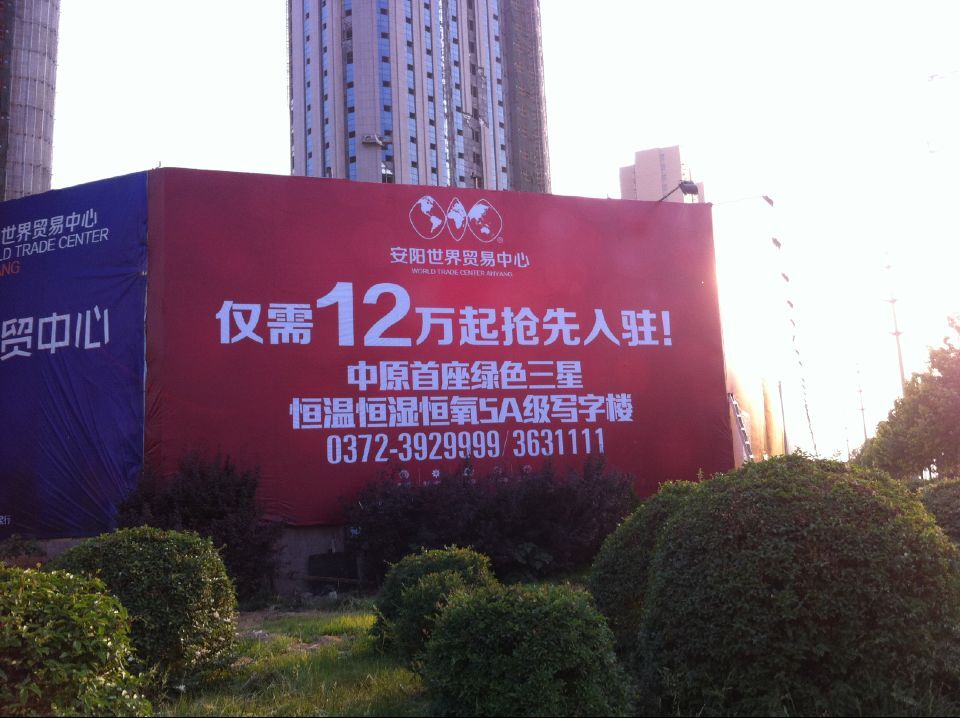 世界贸易中心
LD TRADE CENTER
ANG
贸中心
安阳世界贸易中心
WORLD TRADE CENTER ANYANG
仅需12万起抢先入驻!
中原首座绿色三星
恒温恒湿恒氧5A级写字楼
0372-3929999/3631111